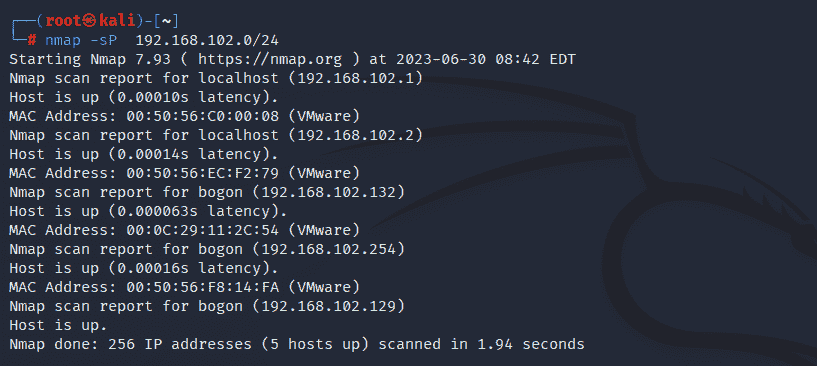 ┌──(root㉿kali)-[~]
└─# nmap -sP  192.168.102.0/24
Starting Nmap 7.93 ( https://nmap.org ) at 2023-06-30 08:42 EDT
Nmap scan report for localhost (192.168.102.1)
Host is up (0.00010s latency).
MAC Address: 00:50:56:C0:00:08 (VMware)
Nmap scan report for localhost (192.168.102.2)
Host is up (0.00014s latency).
MAC Address: 00:50:56:EC:F2:79 (VMware)
Nmap scan report for bogon (192.168.102.132)
Host is up (0.000063s latency).
MAC Address: 00:0C:29:11:2C:54 (VMware)
Nmap scan report for bogon (192.168.102.254)
Host is up (0.00016s latency).
MAC Address: 00:50:56:F8:14:FA (VMware)
Nmap scan report for bogon (192.168.102.129)
Host is up.
Nmap done: 256 IP addresses (5 hosts up) scanned in 1.94 seconds